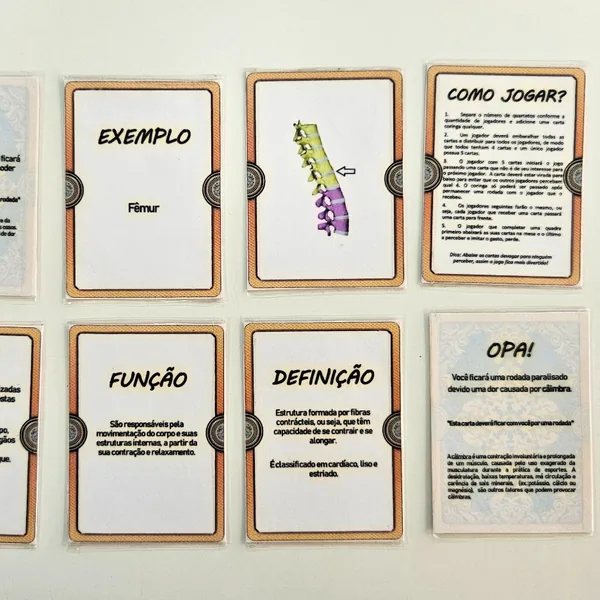 ficará
oder
rodada"
EXEMPLO
Fêmur
COMO JOGAR?
1. Separe o número de quartetos conforme a
quantidade de jogadores e adicione uma carta
coringa qualquer.
2. Um jogador deverá embaralhar todas as
cartas e distribuir para todos os jogadores, de modo
que todos tenham 4 cartas e um único jogador
possua 5 cartas.
3. O jogador com 5 cartas iniciará o jogo
passando uma carta que não é de seu interesse para
o próximo jogador. A carta deverá estar virada para
baixo para evitar que os outros jogadores percebam
qual é. O coringa só poderá ser passado após
permanecer uma rodada com o jogador que o
recebeu.
4. Os jogadores seguintes farão o mesmo, ou
seja, cada jogador que receber uma carta passará
uma carta para frente.
5. O jogador que completar uma quadra
primeiro abaixará as suas cartas na mesa e o último
a perceber e imitar o gesto, perde.
Dica: Abaixe as cartas devagar para ninguém
perceber, assim o jogo fica mais divertido!
zadas
stas
po,
gãos
que.
FUNÇÃO
São responsáveis pela
movimentação do corpo e suas
estruturas internas, a partir da
sua contração e relaxamento.
DEFINIÇÃO
Estrutura formada por fibras
contrácteis, ou seja, que têm
capacidade de se contrair e se
alongar.
É classificado em cardíaco, liso e
estriado.
OPA!
Você ficará uma rodada paralisado
devido uma dor causada por câimbra.
"Esta carta deverá ficar com você por uma rodada"
A câimbra é uma contração involuntária e prolongada
de um músculo, causada pelo uso exagerado da
musculatura durante a prática de esportes. A
desidratação, baixas temperaturas, má circulação e
carência de sais minerais, (ex:potássio, cálcio ou
magnésio), são outros fatores que podem provocar
câimbras.